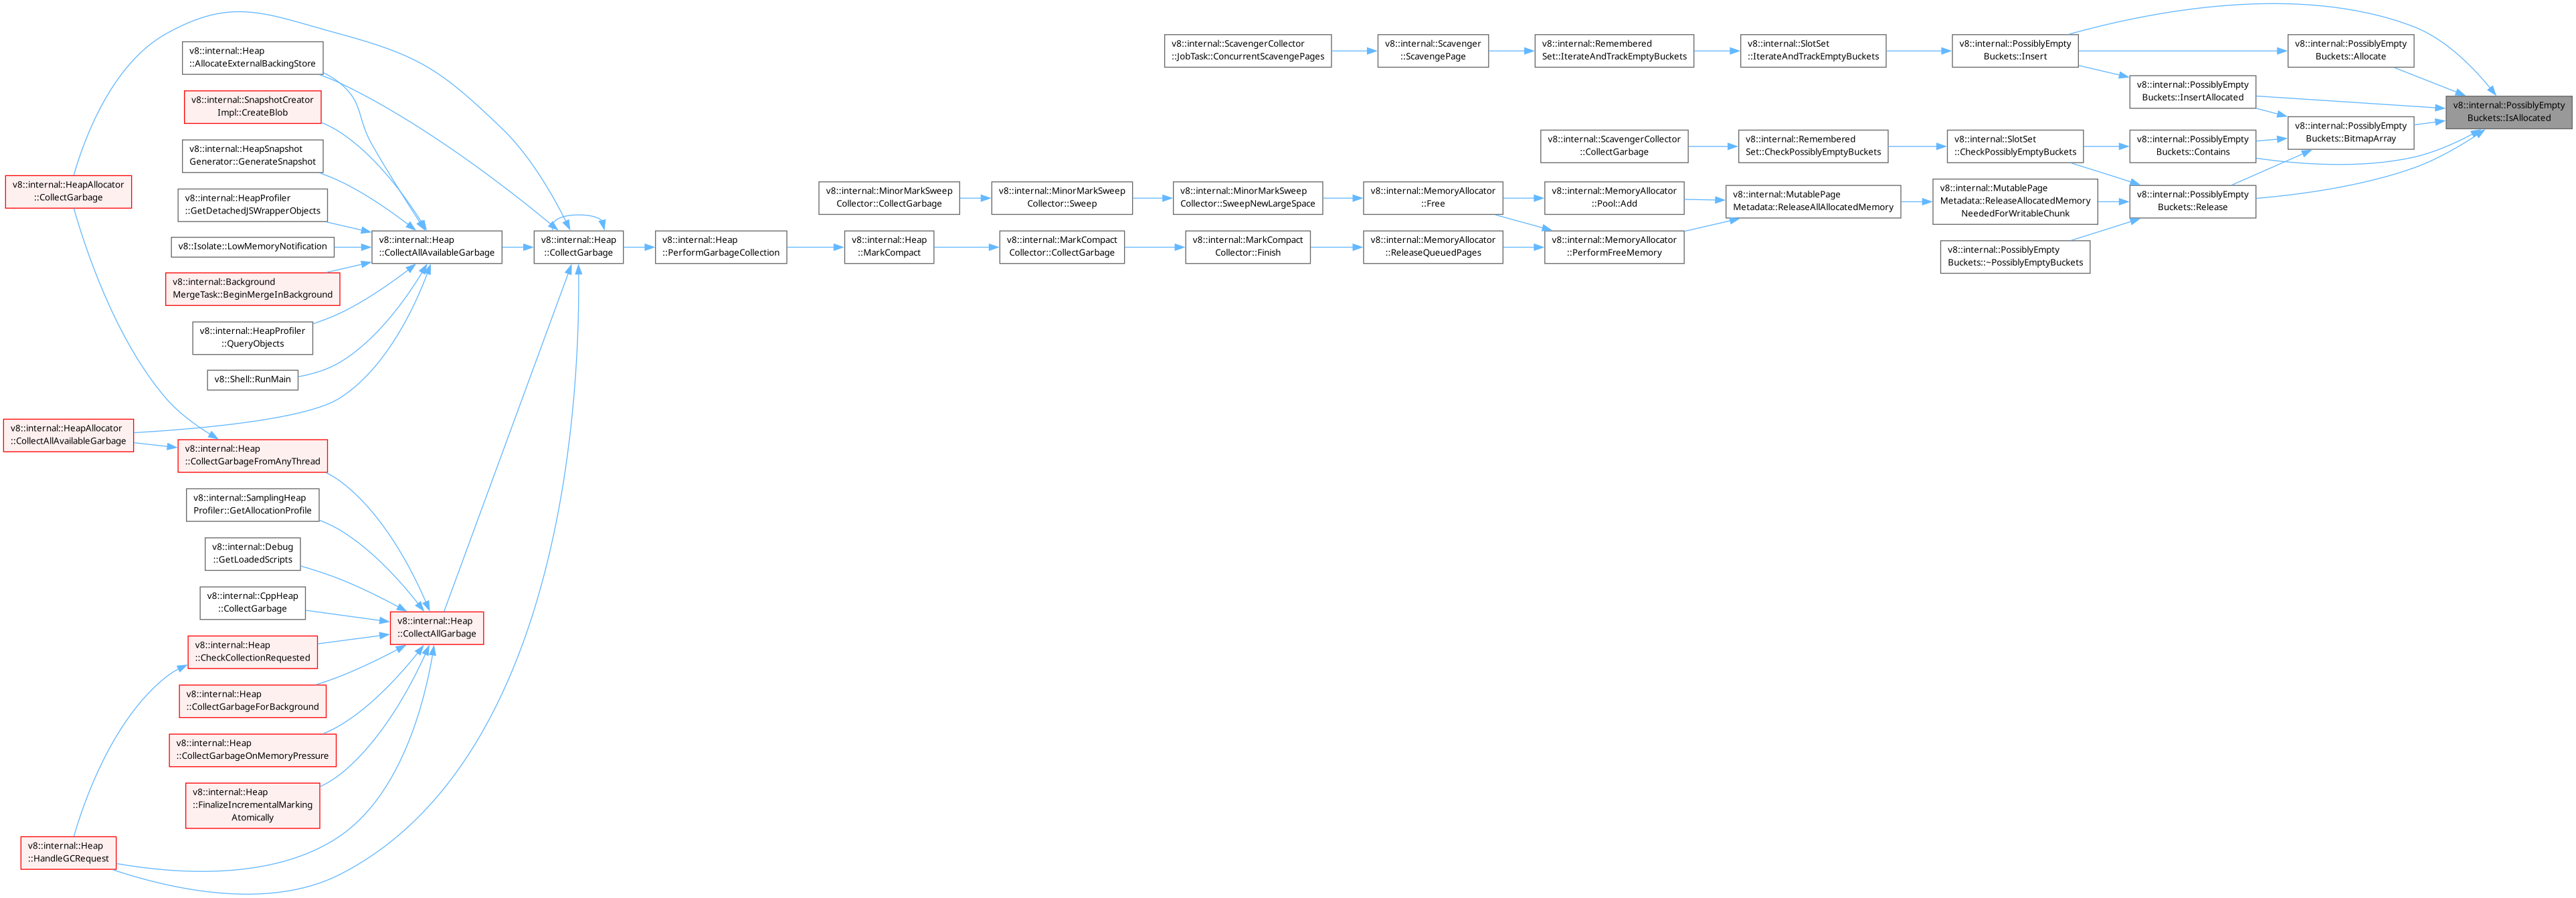 v8::internal::Heap
::AllocateExternalBackingStore
v8::internal::SnapshotCreator
Impl::CreateBlob
v8::internal::HeapSnapshot
Generator::GenerateSnapshot
v8::internal::HeapAllocator
::CollectGarbage
v8::internal::HeapProfiler
::GetDetachedJSWrapperObjects
v8::Isolate::LowMemoryNotification
v8::internal::Background
MergeTask::BeginMergeInBackground
v8::internal::HeapProfiler
::QueryObjects
v8::Shell::RunMain
v8::internal::HeapAllocator
::CollectAllAvailableGarbage
v8::internal::Heap
::CollectGarbageFromAnyThread
v8::internal::SamplingHeap
Profiler::GetAllocationProfile
v8::internal::Debug
::GetLoadedScripts
v8::internal::CppHeap
::CollectGarbage
v8::internal::Heap
::CheckCollectionRequested
v8::internal::Heap
::CollectGarbageForBackground
v8::internal::Heap
::CollectGarbageOnMemoryPressure
v8::internal::Heap
::FinalizeIncrementalMarking
Atomically
v8::internal::Heap
::HandleGCRequest
v8::internal::Heap
::CollectAllAvailableGarbage
v8::internal::Heap
::CollectAllGarbage
v8::internal::Heap
::CollectGarbage
v8::internal::Heap
::PerformGarbageCollection
v8::internal::Heap
::MarkCompact
v8::internal::MarkCompact
Collector::CollectGarbage
v8::internal::MarkCompact
Collector::Finish
v8::internal::MemoryAllocator
::ReleaseQueuedPages
v8::internal::MemoryAllocator
::PerformFreeMemory
v8::internal::MinorMarkSweep
Collector::CollectGarbage
v8::internal::MinorMarkSweep
Collector::Sweep
v8::internal::MinorMarkSweep
Collector::SweepNewLargeSpace
v8::internal::MemoryAllocator
::Free
v8::internal::MemoryAllocator
::Pool::Add
v8::internal::MutablePage
Metadata::ReleaseAllAllocatedMemory
v8::internal::MutablePage
Metadata::ReleaseAllocatedMemory
NeededForWritableChunk
v8::internal::PossiblyEmpty
Buckets::Release
v8::internal::PossiblyEmpty
Buckets::~PossiblyEmptyBuckets
v8::internal::ScavengerCollector
::CollectGarbage
v8::internal::Remembered
Set::CheckPossiblyEmptyBuckets
v8::internal::SlotSet
::CheckPossiblyEmptyBuckets
v8::internal::PossiblyEmpty
Buckets::Contains
v8::internal::PossiblyEmpty
Buckets::BitmapArray
v8::internal::ScavengerCollector
::JobTask::ConcurrentScavengePages
v8::internal::Scavenger
::ScavengePage
v8::internal::Remembered
Set::IterateAndTrackEmptyBuckets
v8::internal::SlotSet
::IterateAndTrackEmptyBuckets
v8::internal::PossiblyEmpty
Buckets::Insert
v8::internal::PossiblyEmpty
Buckets::InsertAllocated
v8::internal::PossiblyEmpty
Buckets::Allocate
v8::internal::PossiblyEmpty
Buckets::IsAllocated